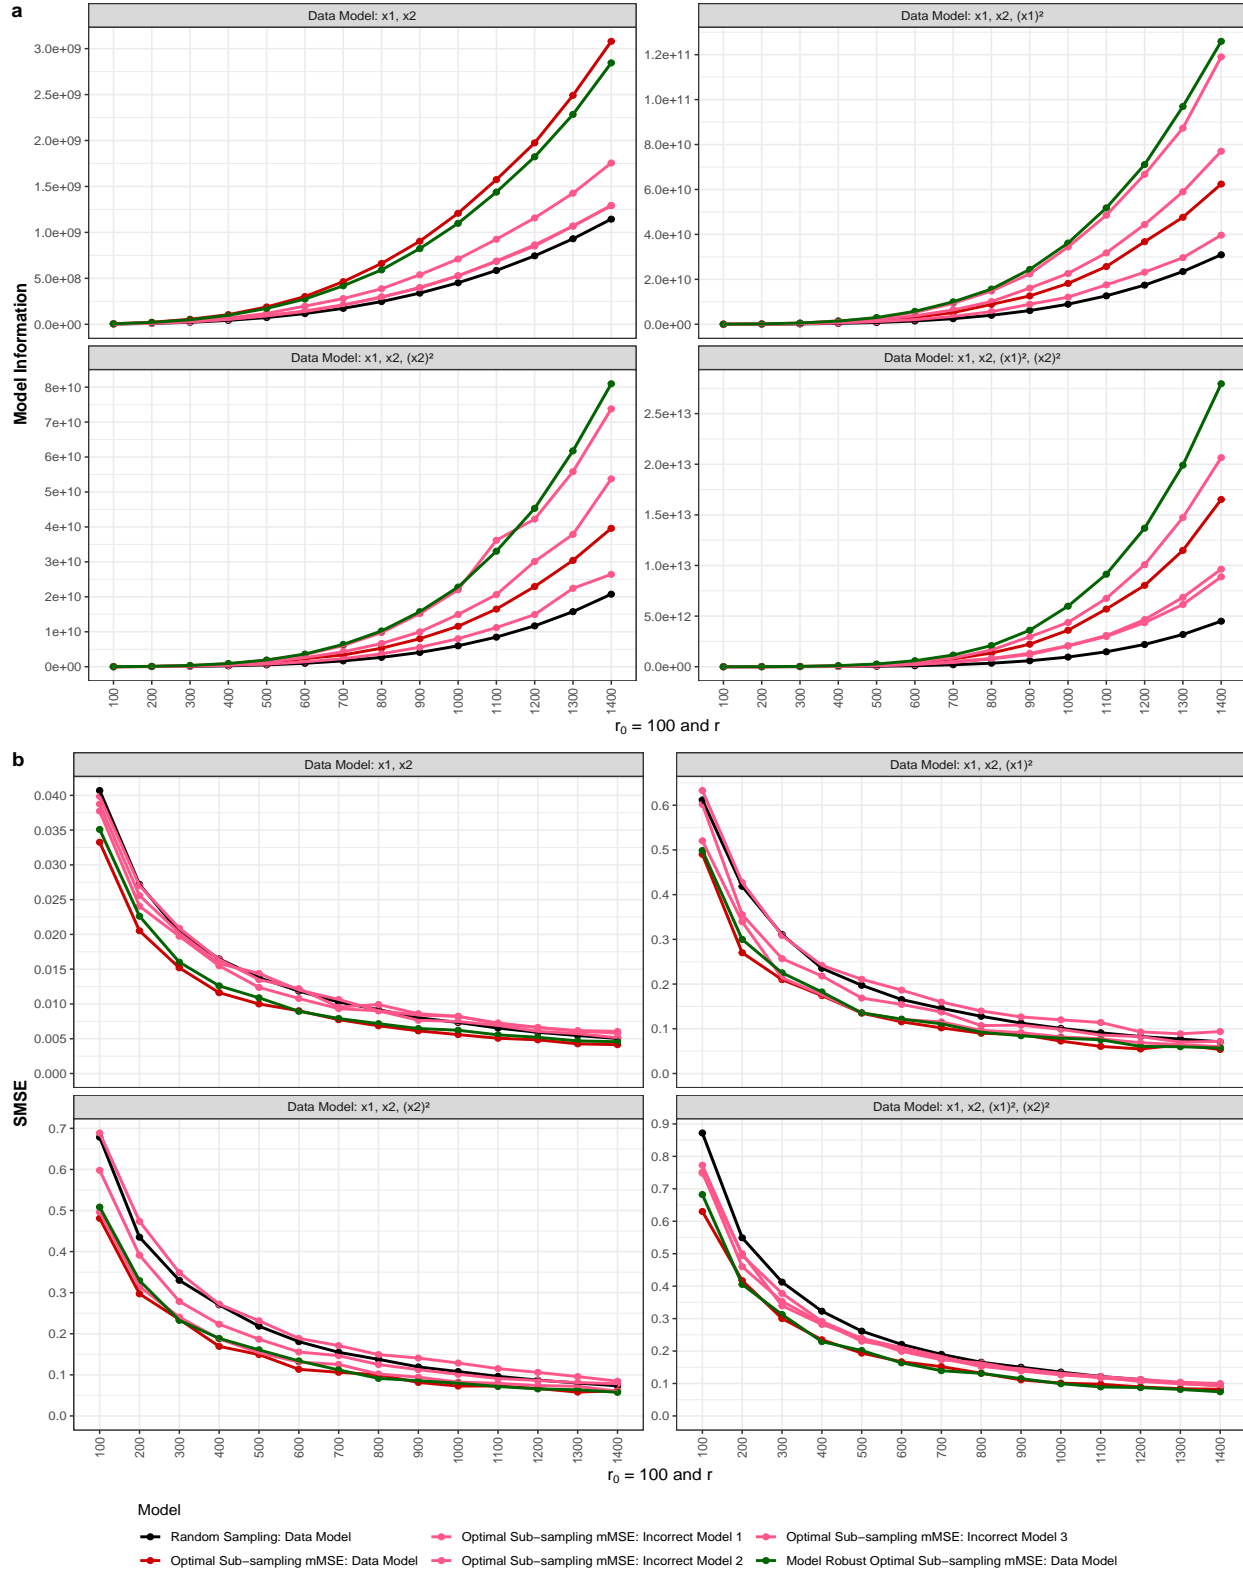 a
Data Model: x1, x2
Data Model: x1, x2, (x1)²
3.0e+09
2.5e+09
2.0e+09
1.5e+09
1.0e+09
5.0e+08
0.0e+00
1.2e+11
1.0e+11
8.0e+10
6.0e+10
4.0e+10
2.0e+10
0.0e+00
Model Information
Data Model: x1, x2, (x2)²
Data Model: x1, x2, (x1)², (x2)²
8e+10
7e+10
6e+10
5e+10
4e+10
3e+10
2e+10
1e+10
0e+00
2.5e+13
2.0e+13
1.5e+13
1.0e+13
5.0e+12
0.0e+00
100 200 300 400 500 600 700 800 900 1000 1100 1200 1300 1400
100 200 300 400 500 600 700 800 900 1000 1100 1200 1300 1400
r₀ = 100 and r
b
Data Model: x1, x2
Data Model: x1, x2, (x1)²
0.040
0.035
0.030
0.025
0.020
0.015
0.010
0.005
0.000
0.6
0.5
0.4
0.3
0.2
0.1
0.0
SMSE
Data Model: x1, x2, (x2)²
Data Model: x1, x2, (x1)², (x2)²
0.7
0.6
0.5
0.4
0.3
0.2
0.1
0.0
0.9
0.8
0.7
0.6
0.5
0.4
0.3
0.2
0.1
0.0
100 200 300 400 500 600 700 800 900 1000 1100 1200 1300 1400
100 200 300 400 500 600 700 800 900 1000 1100 1200 1300 1400
r₀ = 100 and r
Model
Random Sampling: Data Model
Optimal Sub−sampling mMSE: Incorrect Model 1
Optimal Sub−sampling mMSE: Incorrect Model 3
Optimal Sub−sampling mMSE: Data Model
Optimal Sub−sampling mMSE: Incorrect Model 2
Model Robust Optimal Sub−sampling mMSE: Data Model